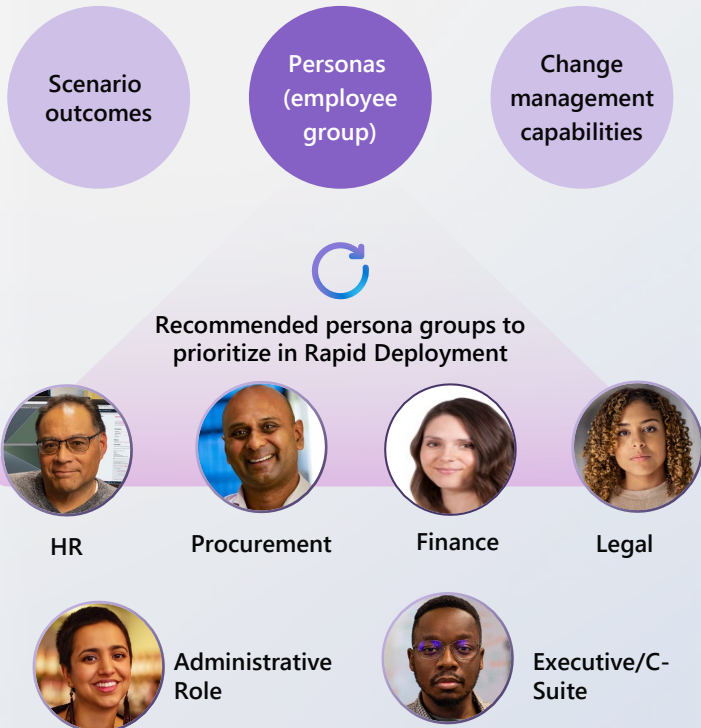 Scenario
outcomes
Personas
(employee
group)
Change
management
capabilities
Recommended persona groups to
prioritize in Rapid Deployment
HR
Procurement
Finance
Legal
Administrative
Role
Executive/C-
Suite